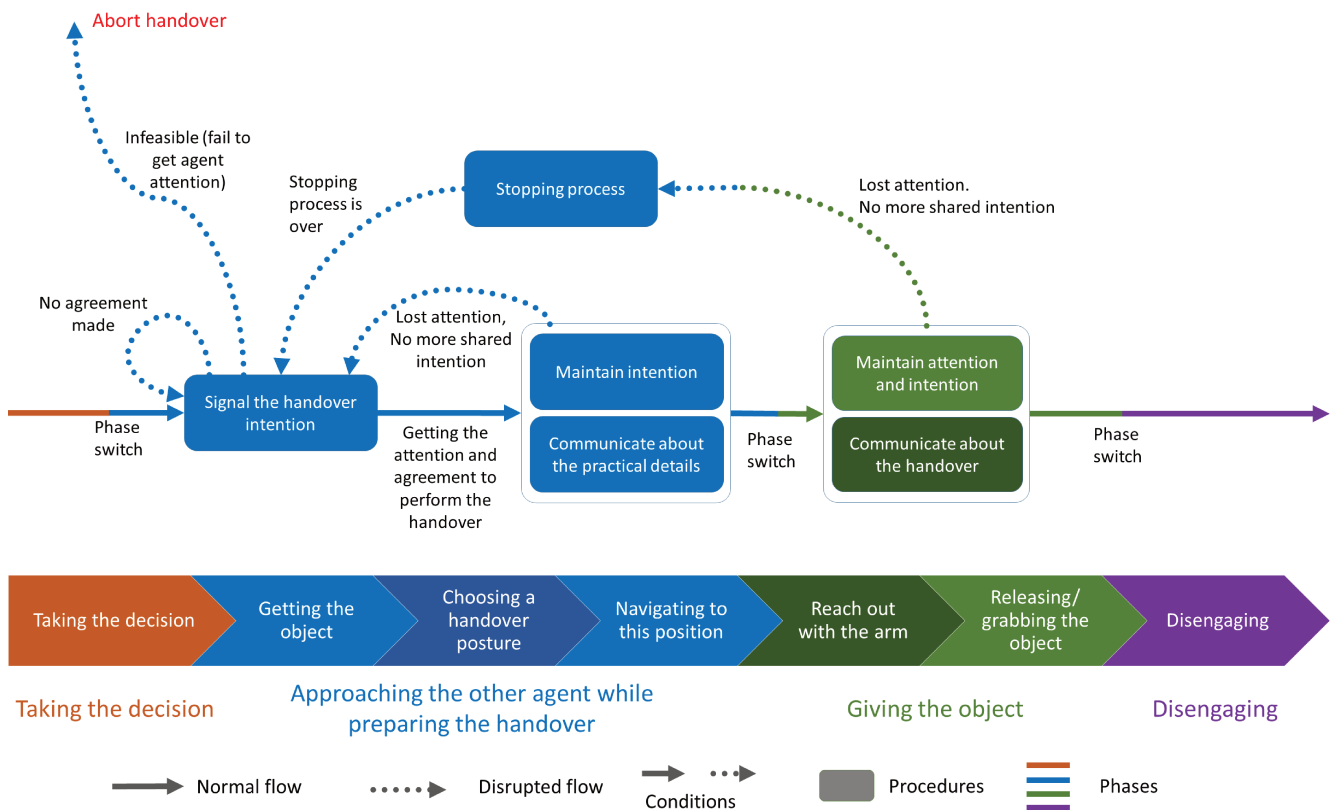 Abort handover
Infeasible (fail to
get agent
attention)
Stopping
process is
over
Stopping process
Lost attention.
No more shared intention
No agreement
made
Lost attention,
No more shared
intention
Signal the handover
intention
Maintain intention
Communicate about
the practical details
Maintain attention
and intention
Communicate about
the handover
Phase
switch
Getting the
attention and
agreement to
perform the
handover
Phase
switch
Phase
switch
Taking the decision
Getting the
object
Choosing a
handover
posture
Navigating to
this position
Reach out
with the arm
Releasing/
grabbing the
object
Disengaging
Taking the decision
Approaching the other agent while
preparing the handover
Giving the object
Disengaging
Normal flow
Disrupted flow
Conditions
Procedures
Phases